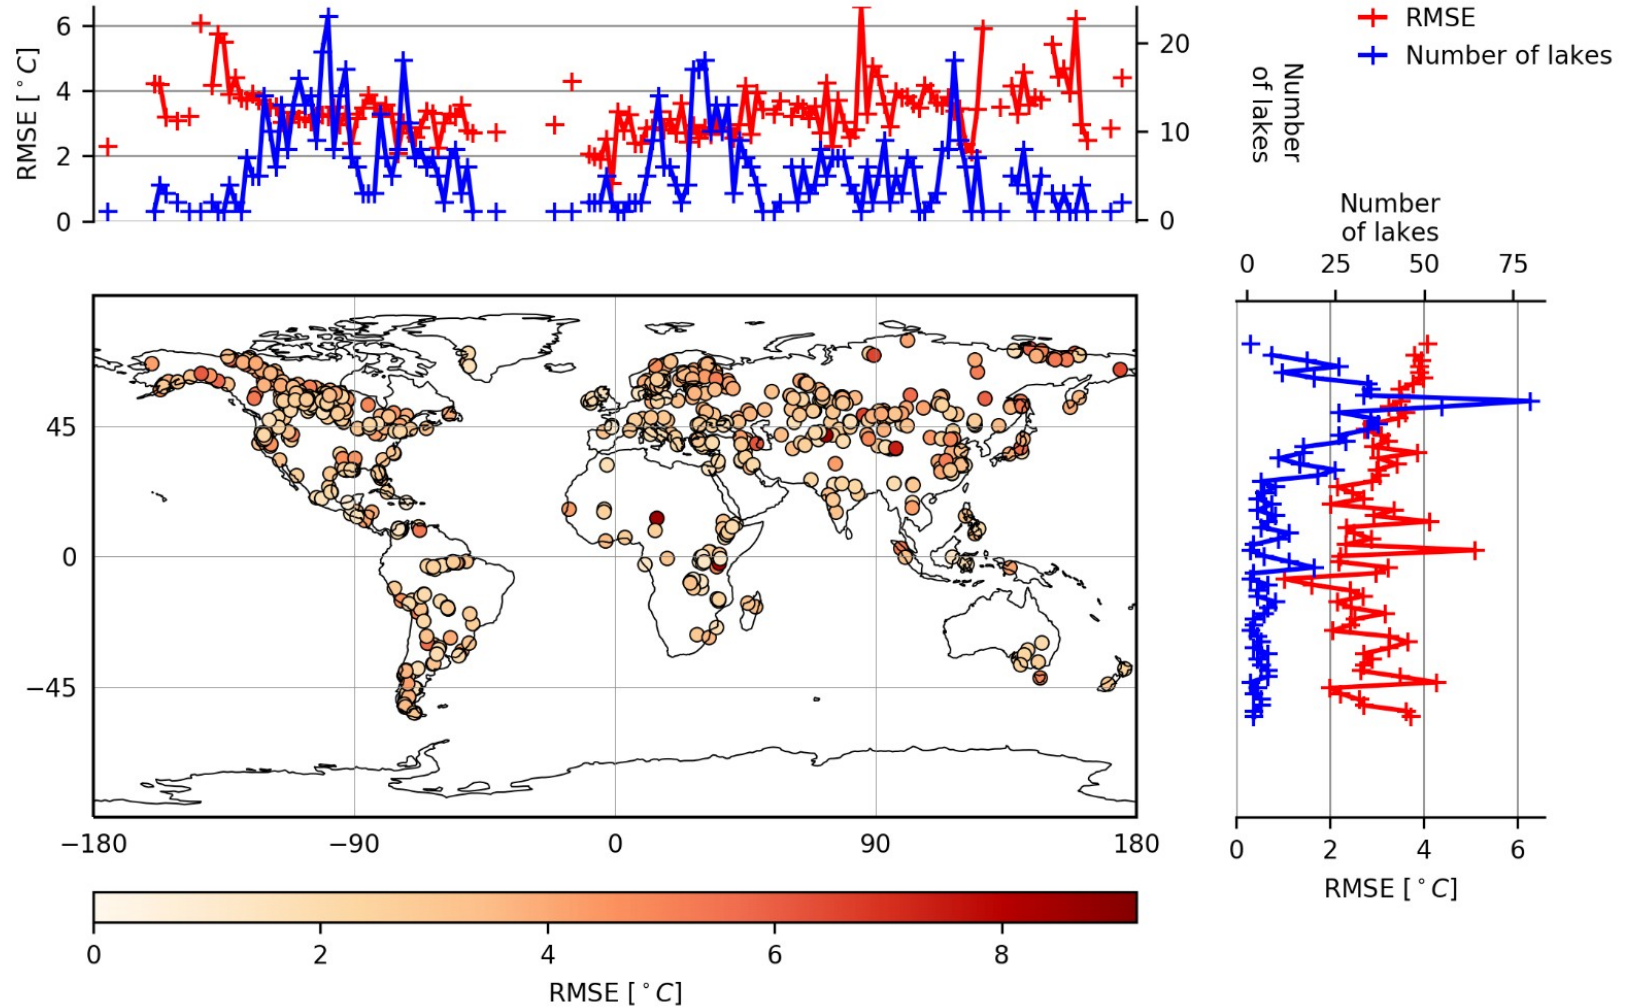 RMSE
Number of lakes
6
4
2
0
RMSE [°C]
20
10
0
Number
of lakes
Number
of lakes
0 25 50 75
45
0
−45
−180 −90 0 90 180
0 2 4 6
RMSE [°C]
0 2 4 6 8
RMSE [°C]